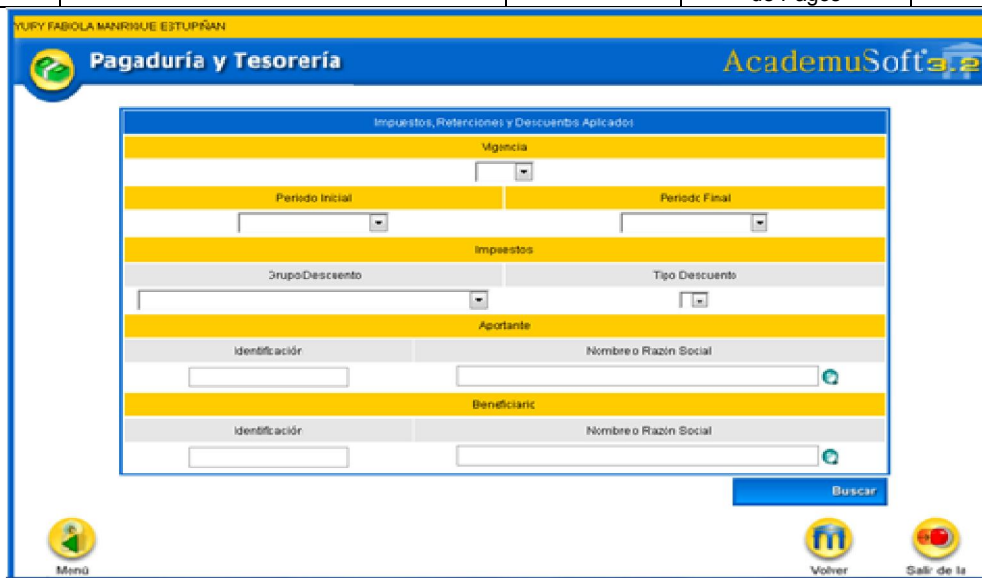 de Pagos
YURY FABIOLA MANRIQUE ESTUPIÑAN
Pagaduría y Tesorería
AcademuSoft 3.2
Impuestos, Retenciones y Descuentos Aplicados
Vigencia
Periodo Inicial Periodo Final
Impuestos
Grupo Descuento Tipo Descuento
Aportante
Identificación Nombre o Razón Social
Beneficiario
Identificación Nombre o Razón Social
Buscar
Menú Volver Salir de la